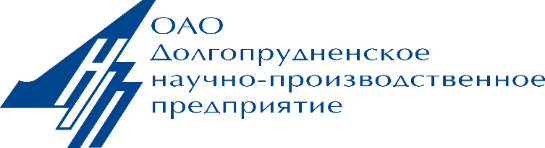 ОАО
Долгопрудненское
научно-производственное
предприятие